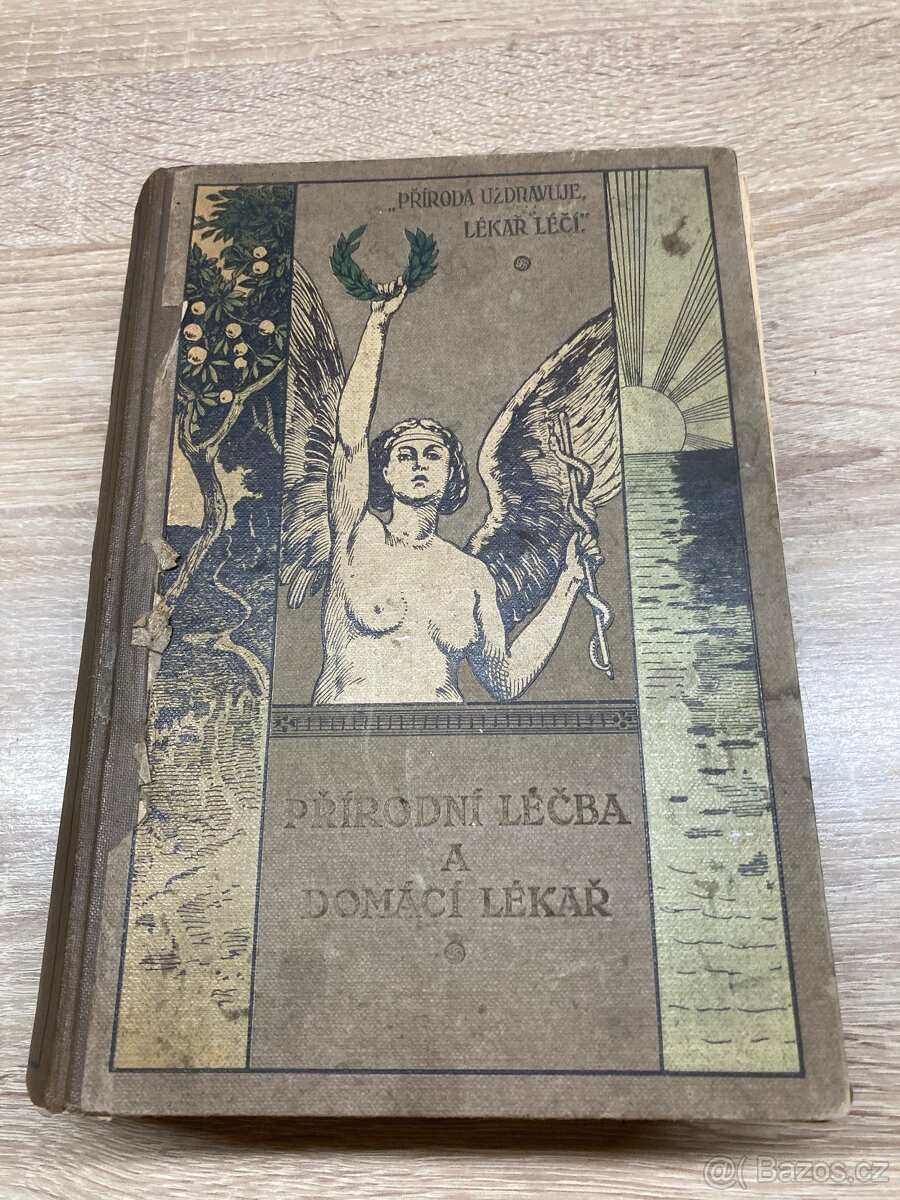 „PŘÍRODA UZDRAVUJE,
LÉKAŘ LÉČÍ.“
PŘÍRODNÍ LÉČBA
A
DOMÁCÍ LÉKAŘ
@( Bazos.cz